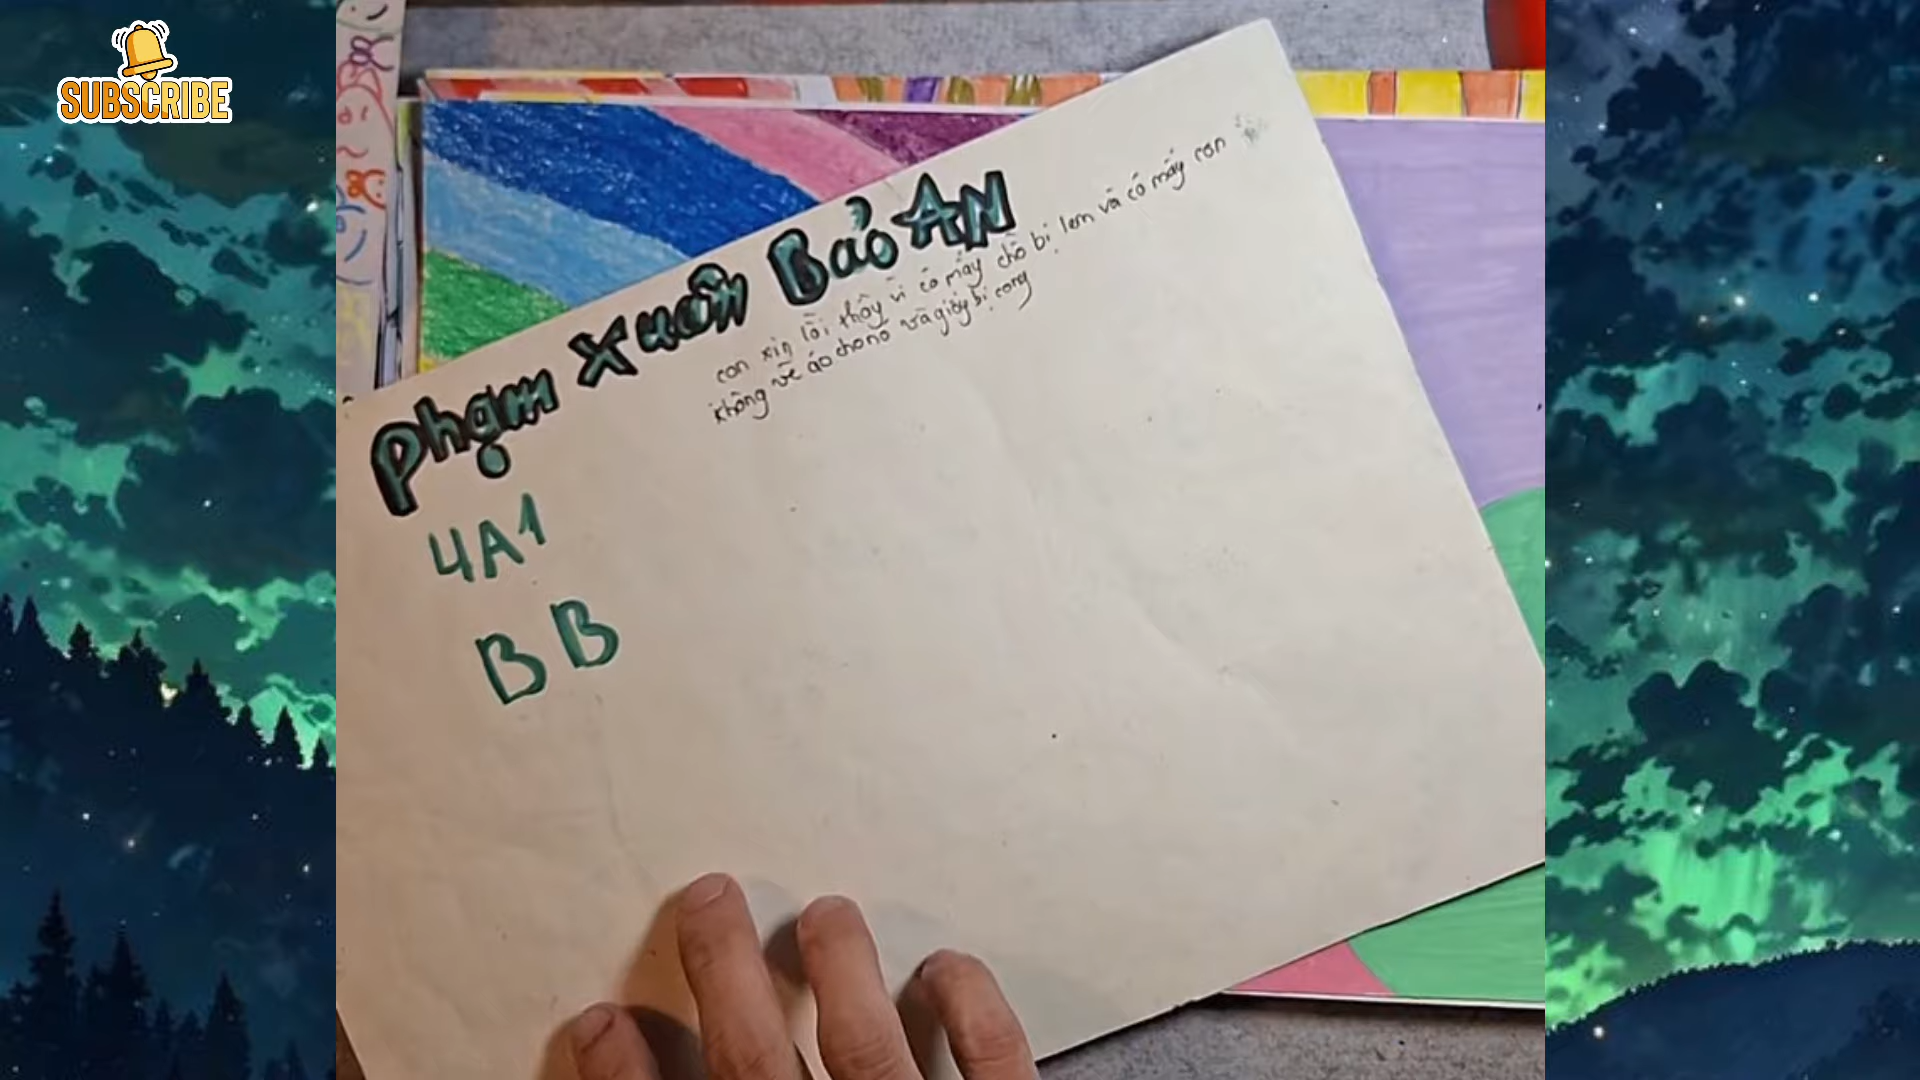 SUBSCRIBE
Phạm Xuân Bảo AN
con xin lỗi thầy vì có mấy chỗ bị lem và có mấy con
không vẽ áo cho nó và giấy bị cong
4A1
BB